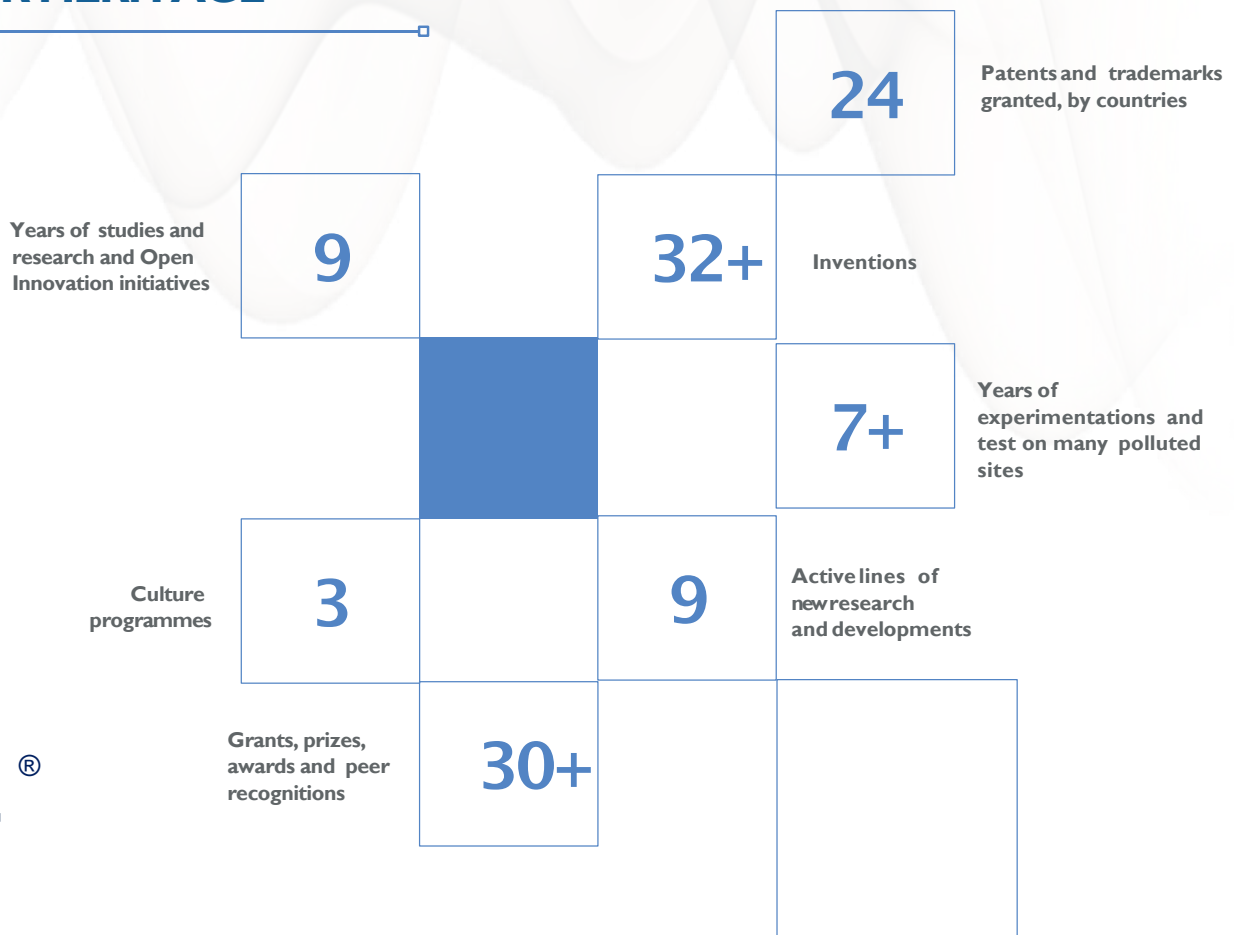 24
Patents and trademarks
granted, by countries
Years of studies and
research and Open
Innovation initiatives
9
32+
Inventions
7+
Years of
experimentations and
test on many polluted
sites
Culture
programmes
3
9
Active lines of
new research
and developments
Grants, prizes,
awards and peer
recognitions
30+
®